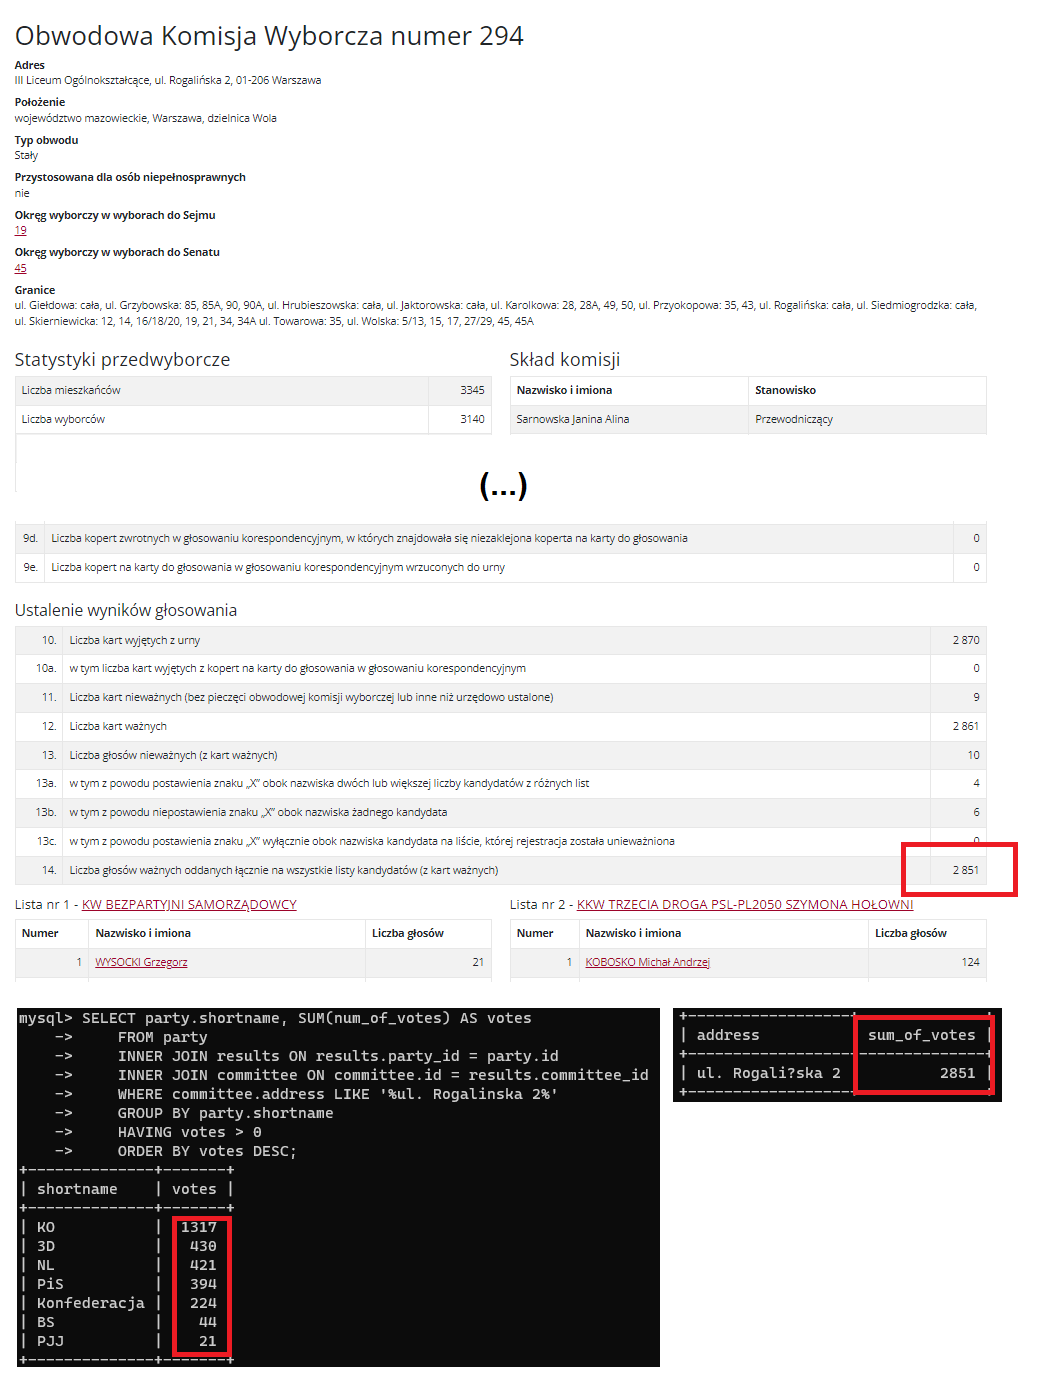 Obwodowa Komisja Wyborcza numer 294
Adres
III Liceum Ogólnokształcące, ul. Rogalińska 2, 01-206 Warszawa
Położenie
województwo mazowieckie, Warszawa, dzielnica Wola
Typ obwodu
Stały
Przystosowana dla osób niepełnosprawnych
nie
Okręg wyborczy w wyborach do Sejmu
19
Okręg wyborczy w wyborach do Senatu
45
Granice
ul. Giełdowa: cała, ul. Grzybowska: 85, 85A, 90, 90A, ul. Hrubieszowska: cała, ul. Jaktorowska: cała, ul. Karolkowa: 28, 28A, 49, 50, ul. Przyokopowa: 35, 43, ul. Rogalińska: cała, ul. Siedmiogrodzka: cała,
ul. Skierniewicka: 12, 14, 16/18/20, 19, 21, 34, 34A ul. Towarowa: 35, ul. Wolska: 5/13, 15, 17, 27/29, 45, 45A
Statystyki przedwyborcze
Liczba mieszkańców 3345
Liczba wyborców 3140
Skład komisji
Nazwisko i imiona Stanowisko
Sarnowska Janina Alina Przewodniczący
(...)
9d. Liczba kopert zwrotnych w głosowaniu korespondencyjnym, w których znajdowała się niezaklejona koperta na karty do głosowania 0
9e. Liczba kopert na karty do głosowania w głosowaniu korespondencyjnym wrzuconych do urny 0
Ustalenie wyników głosowania
10. Liczba kart wyjętych z urny 2 870
10a. w tym liczba kart wyjętych z kopert na karty do głosowania w głosowaniu korespondencyjnym 0
11. Liczba kart nieważnych (bez pieczęci obwodowej komisji wyborczej lub inne niż urzędowo ustalone) 9
12. Liczba kart ważnych 2 861
13. Liczba głosów nieważnych (z kart ważnych) 10
13a. w tym z powodu postawienia znaku „X” obok nazwiska dwóch lub większej liczby kandydatów z różnych list 4
13b. w tym z powodu niepostawienia znaku „X” obok nazwiska żadnego kandydata 6
13c. w tym z powodu postawienia znaku „X” wyłącznie obok nazwiska kandydata na liście, której rejestracja została unieważniona 0
14. Liczba głosów ważnych oddanych łącznie na wszystkie listy kandydatów (z kart ważnych) 2 851
Lista nr 1 - KW BEZPARTYJNI SAMORZĄDOWCY
Numer Nazwisko i imiona Liczba głosów
1 WYSOCKI Grzegorz 21
Lista nr 2 - KKW TRZECIA DROGA PSL-PL2050 SZYMONA HOŁOWNI
Numer Nazwisko i imiona Liczba głosów
1 KOBOSKO Michał Andrzej 124
mysql> SELECT party.shortname, SUM(num_of_votes) AS votes
-> FROM party
-> INNER JOIN results ON results.party_id = party.id
-> INNER JOIN committee ON committee.id = results.committee_id
-> WHERE committee.address LIKE '%ul. Rogalinska 2%'
-> GROUP BY party.shortname
-> HAVING votes > 0
-> ORDER BY votes DESC;
+---------------+-------+
| shortname | votes |
+---------------+-------+
| KO | 1317
| 3D | 430
| NL | 421
| PiS | 394
| Konfederacja | 224
| BS | 44
| PJJ | 21
+---------------+-------+
| address | sum_of_votes |
| ul. Rogali?ska 2 | 2851 |